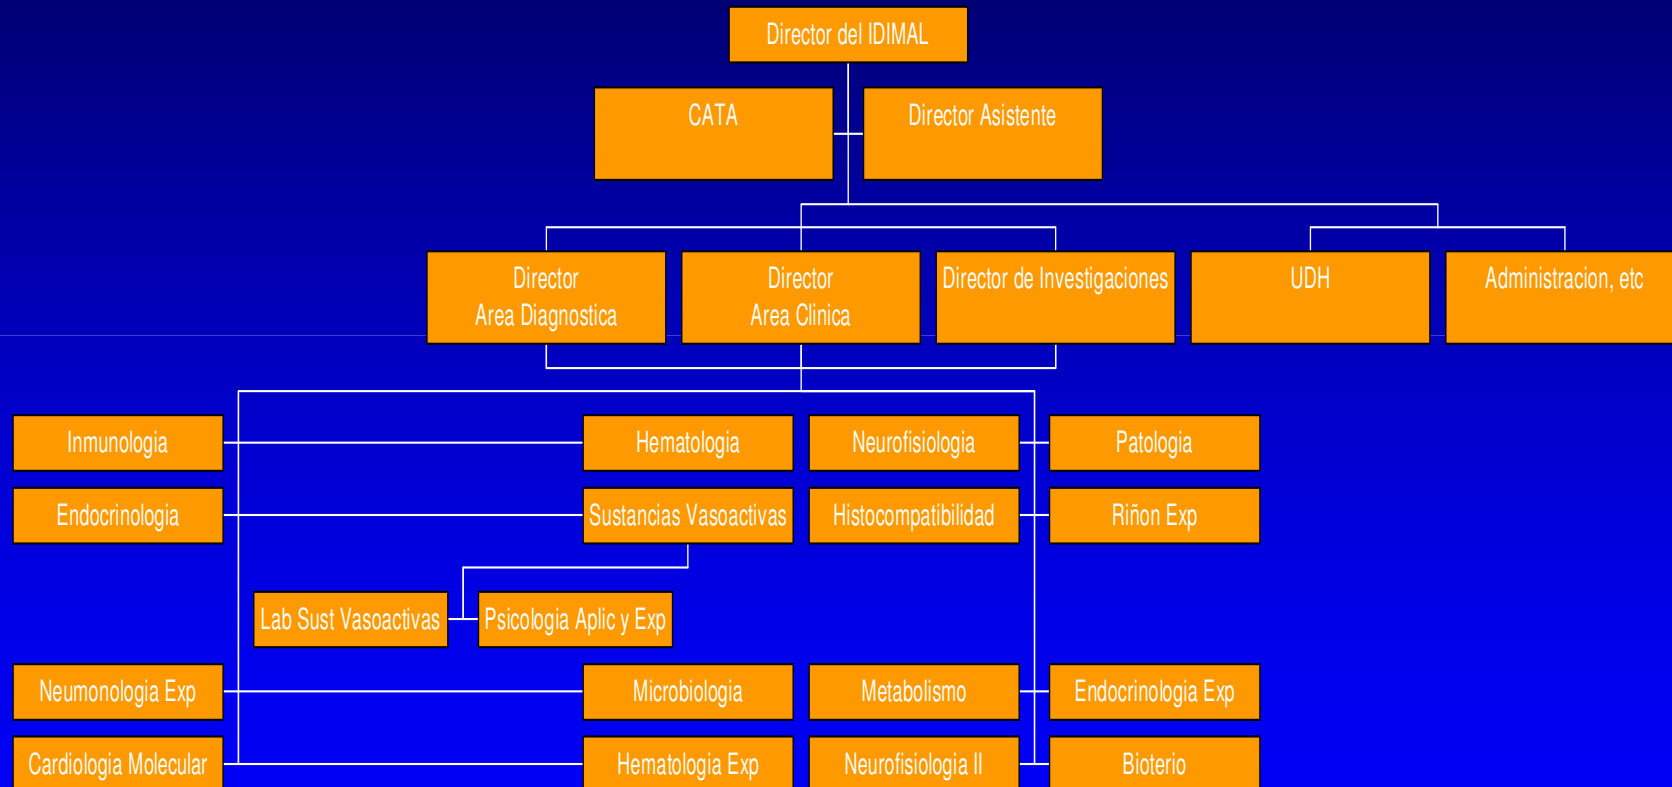 Director del IDIMAL
CATA
Director Asistente
Director
Area Diagnostica
Director
Area Clinica
Director de Investigaciones
UDH
Administracion, etc
Inmunologia
Hematologia
Neurofisiologia
Patologia
Endocrinologia
Sustancias Vasoactivas
Histocompatibilidad
Riñon Exp
Lab Sust Vasoactivas
Psicologia Aplic y Exp
Neumonologia Exp
Microbiologia
Metabolismo
Endocrinologia Exp
Cardiologia Molecular
Hematologia Exp
Neurofisiologia II
Bioterio